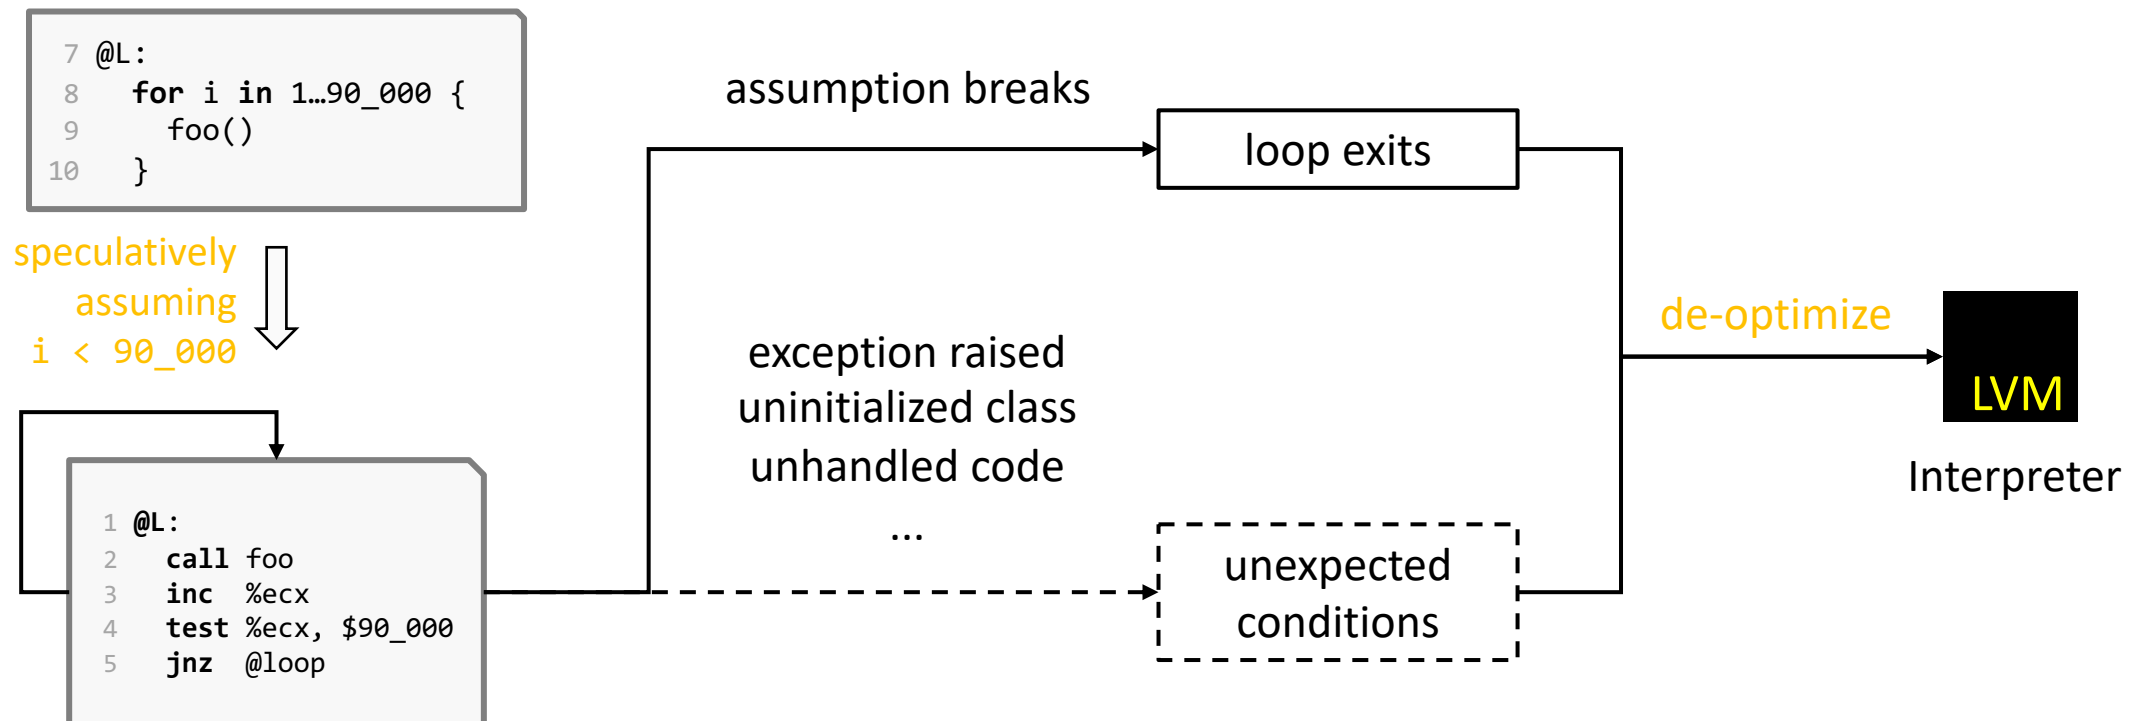 7 @L:
8 for i in 1…90_000 {
9 foo()
10 }
speculatively
assuming
i < 90_000
1 @L:
2 call foo
3 inc %ecx
4 test %ecx, $90_000
5 jnz @loop
assumption breaks
loop exits
exception raised
uninitialized class
unhandled code
...
unexpected
conditions
de-optimize
LVM
Interpreter